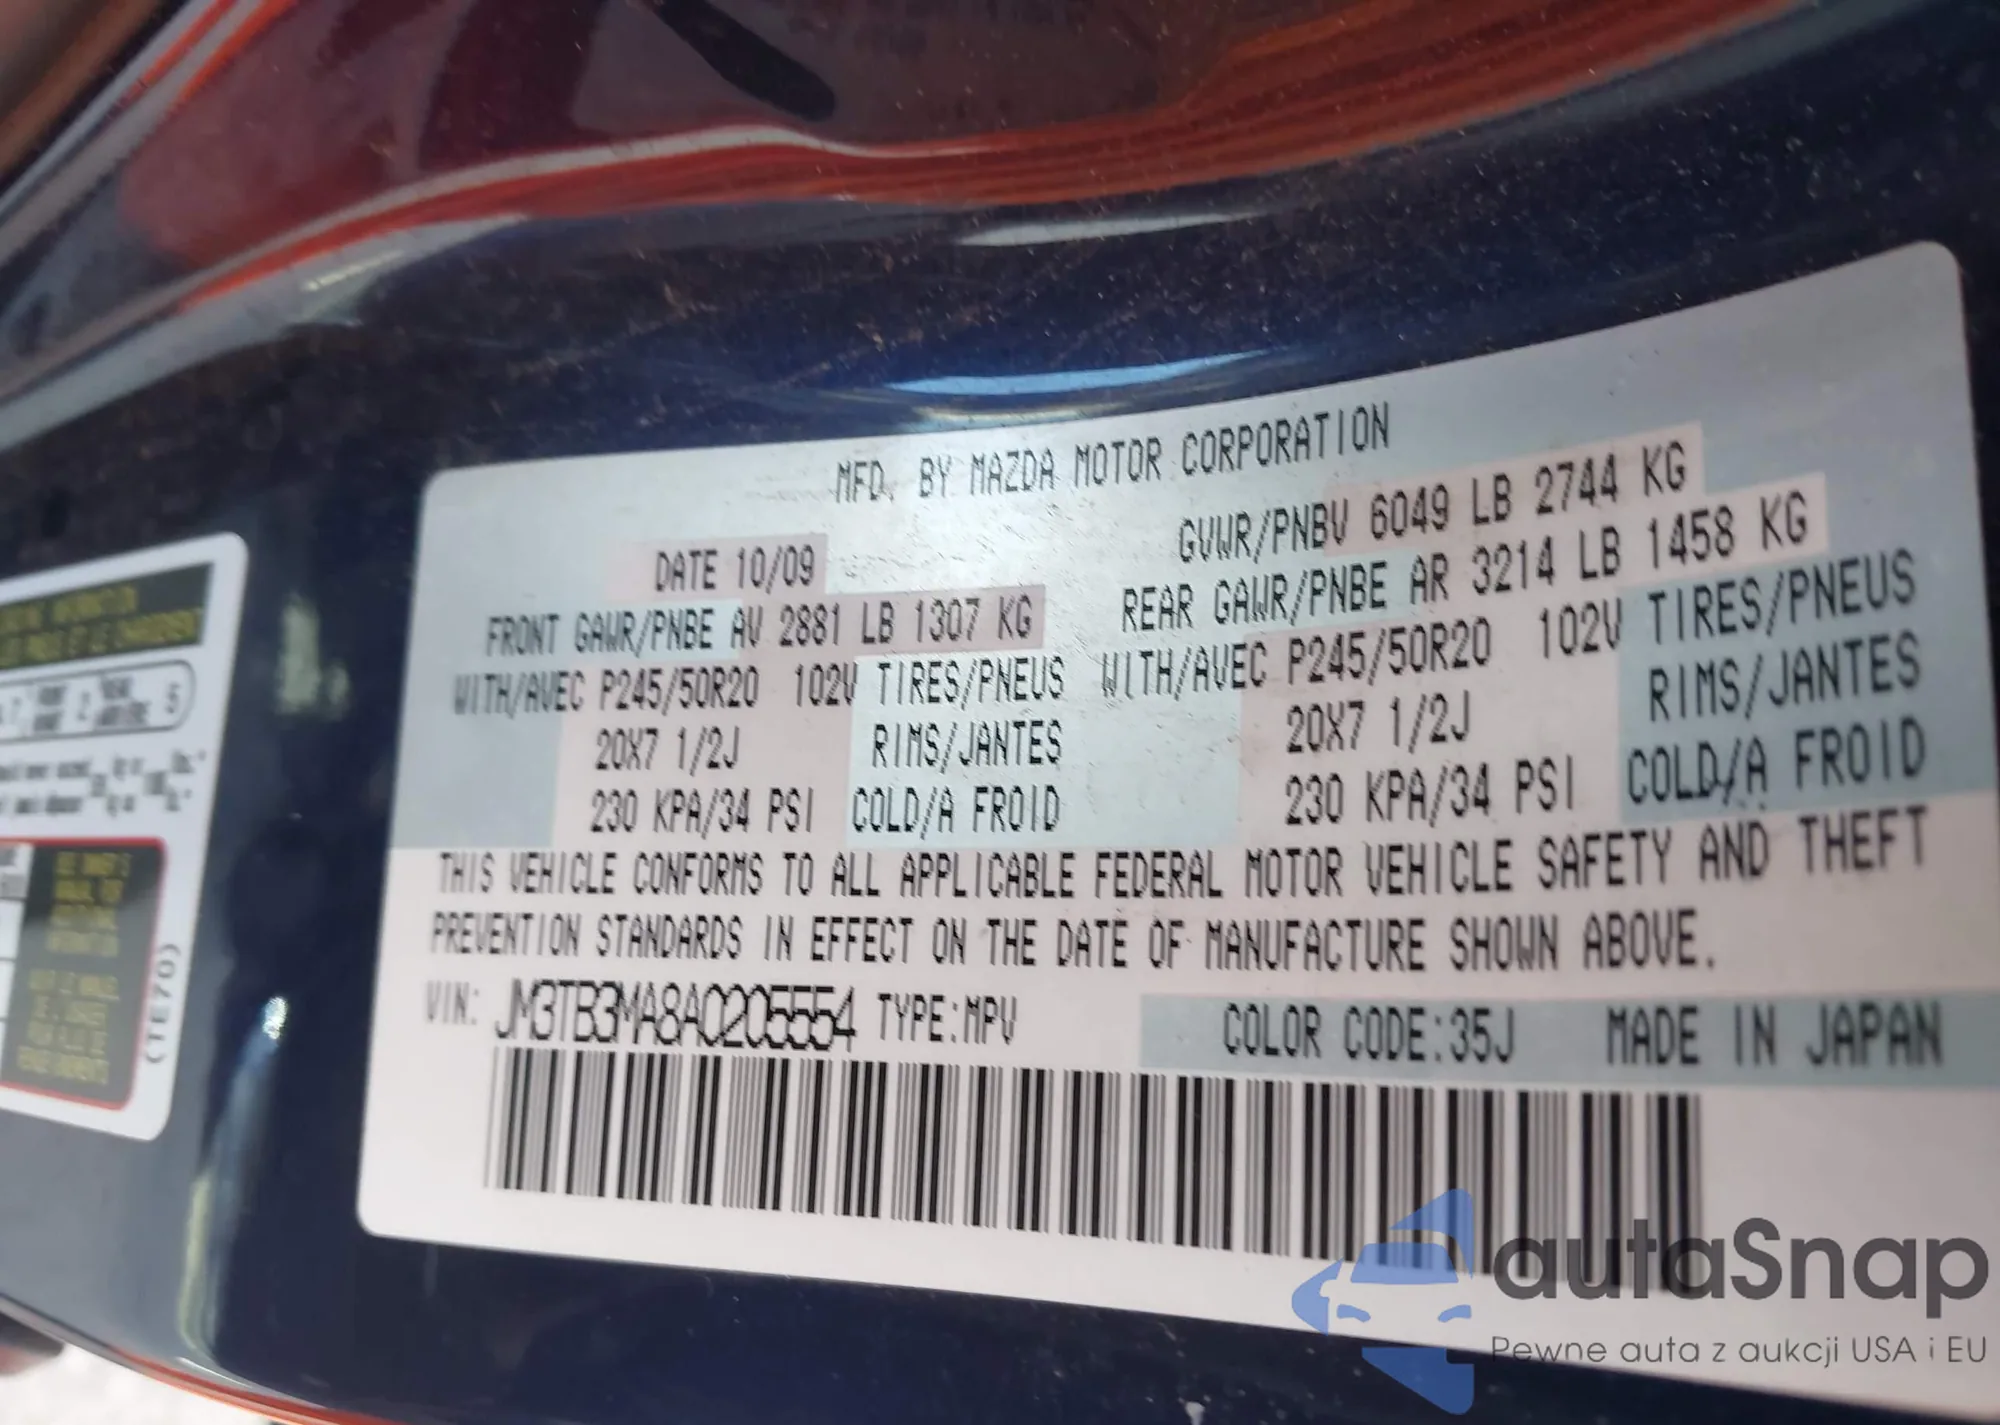 MFD. BY MAZDA MOTOR CORPORATION
DATE 10/09
GVWR/PNBV 6049 LB 2744 KG
FRONT GAWR/PNBE AV 2881 LB 1307 KG
REAR GAWR/PNBE AR 3214 LB 1458 KG
WITH/AVEC P245/50R20 102V TIRES/PNEUS
WITH/AVEC P245/50R20 102V TIRES/PNEUS
20X7 1/2J RIMS/JANTES
20X7 1/2J RIMS/JANTES
230 KPA/34 PSI COLD/A FROID
230 KPA/34 PSI COLD/A FROID
THIS VEHICLE CONFORMS TO ALL APPLICABLE FEDERAL MOTOR VEHICLE SAFETY AND THEFT
PREVENTION STANDARDS IN EFFECT ON THE DATE OF MANUFACTURE SHOWN ABOVE.
VIN: JM3TB3MA8A0205554 TYPE:MPV COLOR CODE:35J MADE IN JAPAN
(TE70)
autaSnap
Pewne auta z aukcji USA i EU